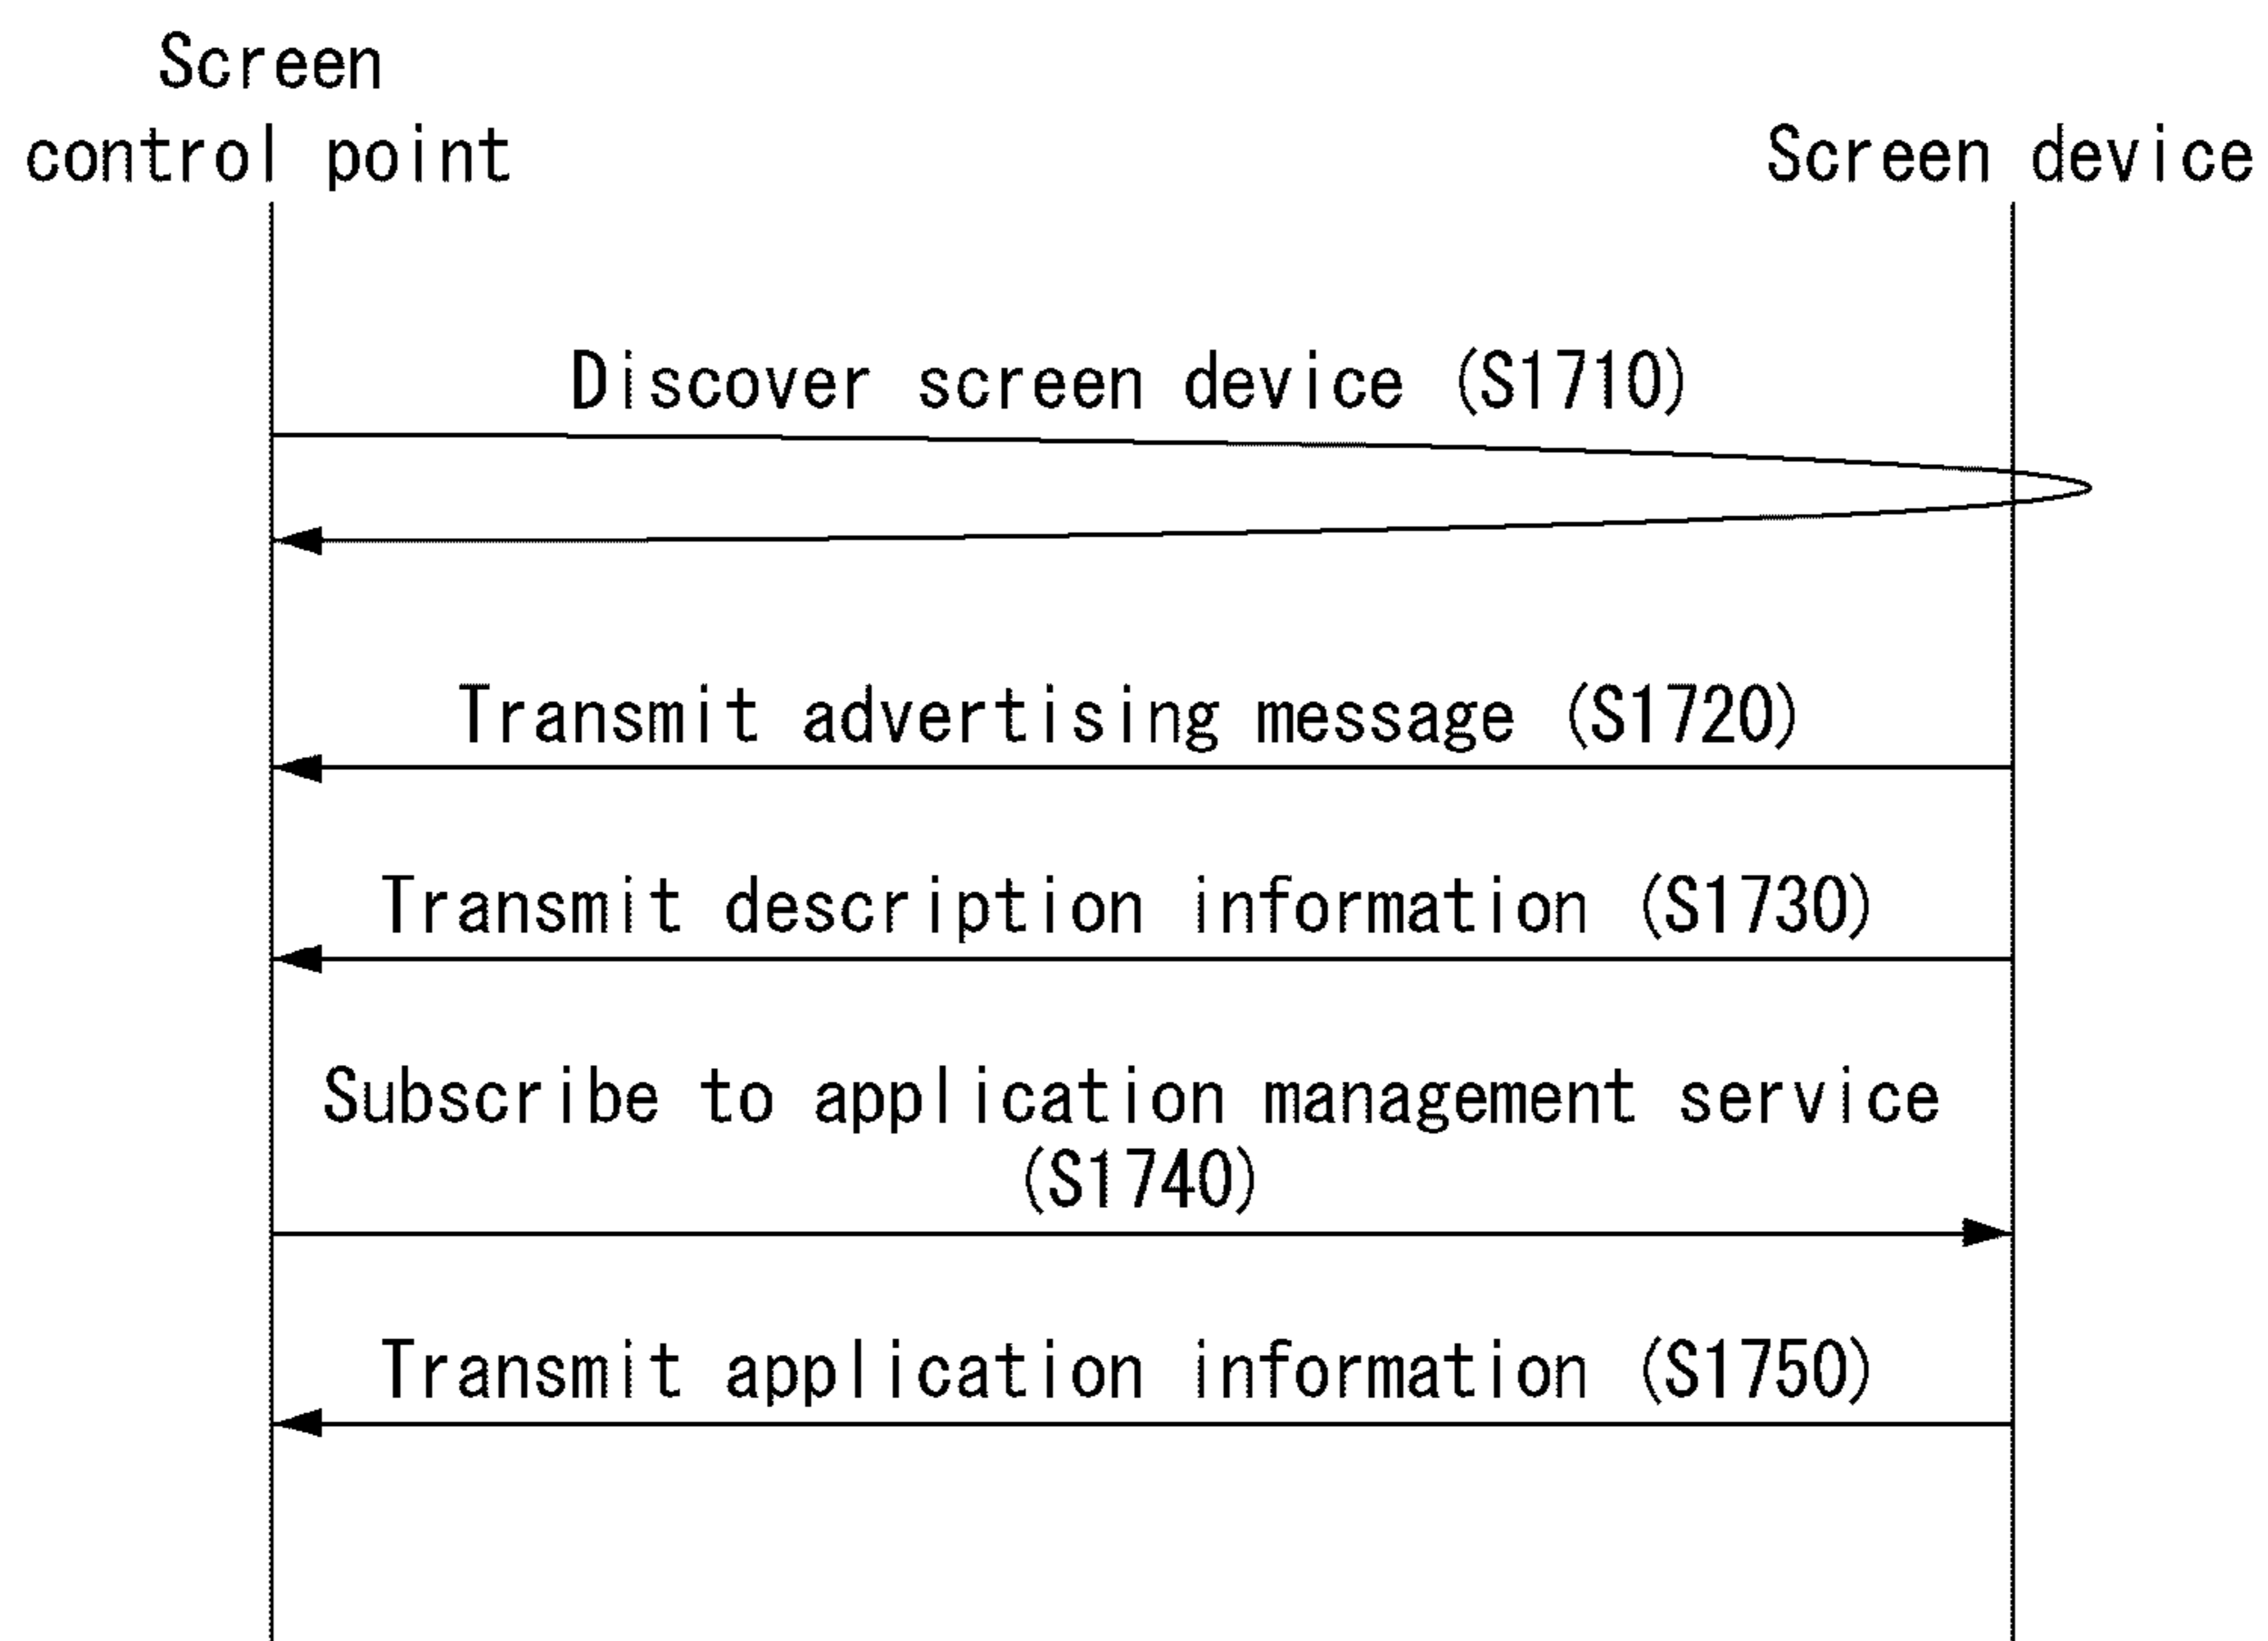 Screen
control point
Screen device
Discover screen device (S1710)
Transmit advertising message (S1720)
Transmit description information (S1730)
Subscribe to application management service
(S1740)
Transmit application information (S1750)